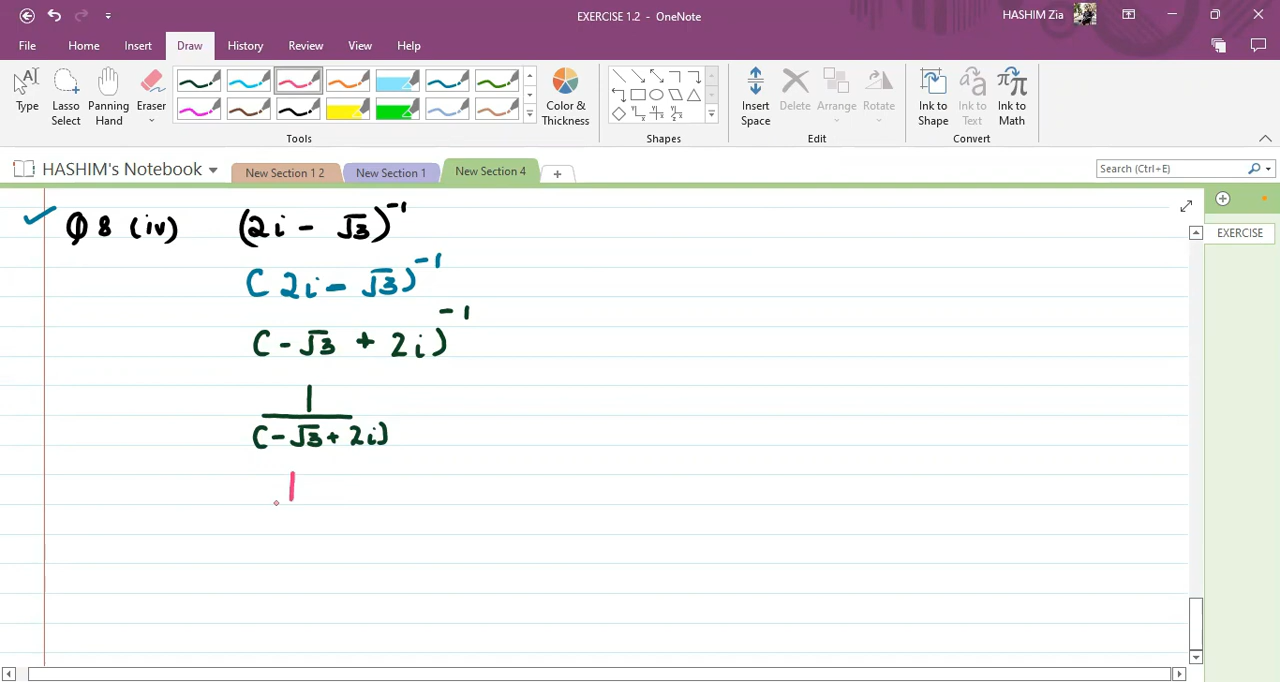 EXERCISE 1.2 - OneNote
HASHIM Zia
File Home Insert Draw History Review View Help
Type
Lasso Select
Panning Hand
Eraser
Color & Thickness
Insert Space
Delete
Arrange
Rotate
Ink to Shape
Ink to Text
Ink to Math
Tools Shapes Edit Convert
HASHIM's Notebook
New Section 1 2
New Section 1
New Section 4
Search (Ctrl+E)
EXERCISE
Q 8 (iv) (2i - √3)⁻¹
(2i - √3)⁻¹
(-√3 + 2i)⁻¹
1
(-√3 + 2i)
1